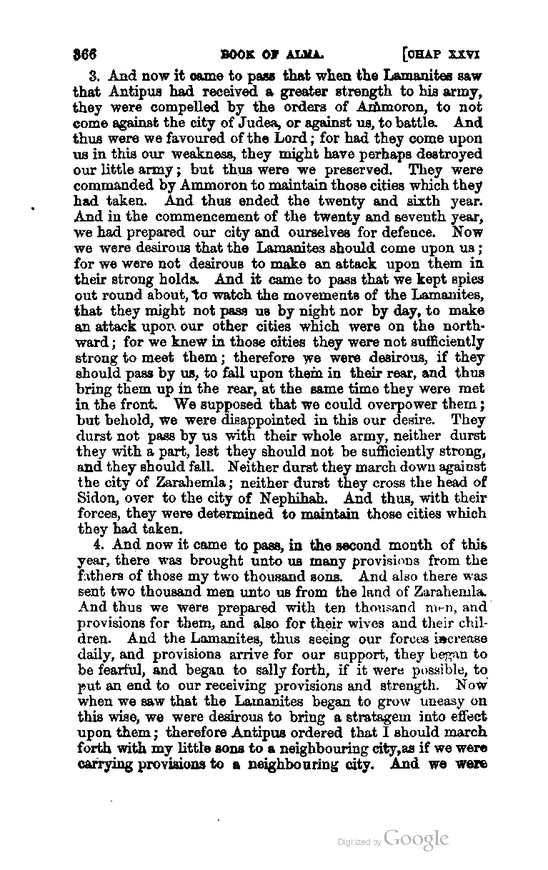 366 BOOK OF ALMA. [CHAP XXVI
3. And now it came to pass that when the Lamanites saw
that Antipus had received a greater strength to his army,
they were compelled by the orders of Ammoron, to not
come against the city of Judea, or against us, to battle. And
thus were we favoured of the Lord; for had they come upon
us in this our weakness, they might have perhaps destroyed
our little army; but thus were we preserved. They were
commanded by Ammoron to maintain those cities which they
had taken. And thus ended the twenty and sixth year.
And in the commencement of the twenty and seventh year,
we had prepared our city and ourselves for defence. Now
we were desirous that the Lamanites should come upon us;
for we were not desirous to make an attack upon them in
their strong holds. And it came to pass that we kept spies
out round about, to watch the movements of the Lamanites,
that they might not pass us by night nor by day, to make
an attack upon our other cities which were on the north-
ward; for we knew in those cities they were not sufficiently
strong to meet them; therefore we were desirous, if they
should pass by us, to fall upon them in their rear, and thus
bring them up in the rear, at the same time they were met
in the front. We supposed that we could overpower them;
but behold, we were disappointed in this our desire. They
durst not pass by us with their whole army, neither durst
they with a part, lest they should not be sufficiently strong,
and they should fall. Neither durst they march down against
the city of Zarahemla; neither durst they cross the head of
Sidon, over to the city of Nephihah. And thus, with their
forces, they were determined to maintain those cities which
they had taken.
4. And now it came to pass, in the second month of this
year, there was brought unto us many provisions from the
fathers of those my two thousand sons. And also there was
sent two thousand men unto us from the land of Zarahemla.
And thus we were prepared with ten thousand men, and
provisions for them, and also for their wives and their chil-
dren. And the Lamanites, thus seeing our forces increase
daily, and provisions arrive for our support, they began to
be fearful, and began to sally forth, if it were possible, to
put an end to our receiving provisions and strength. Now
when we saw that the Lamanites began to grow uneasy on
this wise, we were desirous to bring a stratagem into effect
upon them; therefore Antipus ordered that I should march
forth with my little sons to a neighbouring city, as if we were
carrying provisions to a neighbouring city. And we were
Digitized by Google